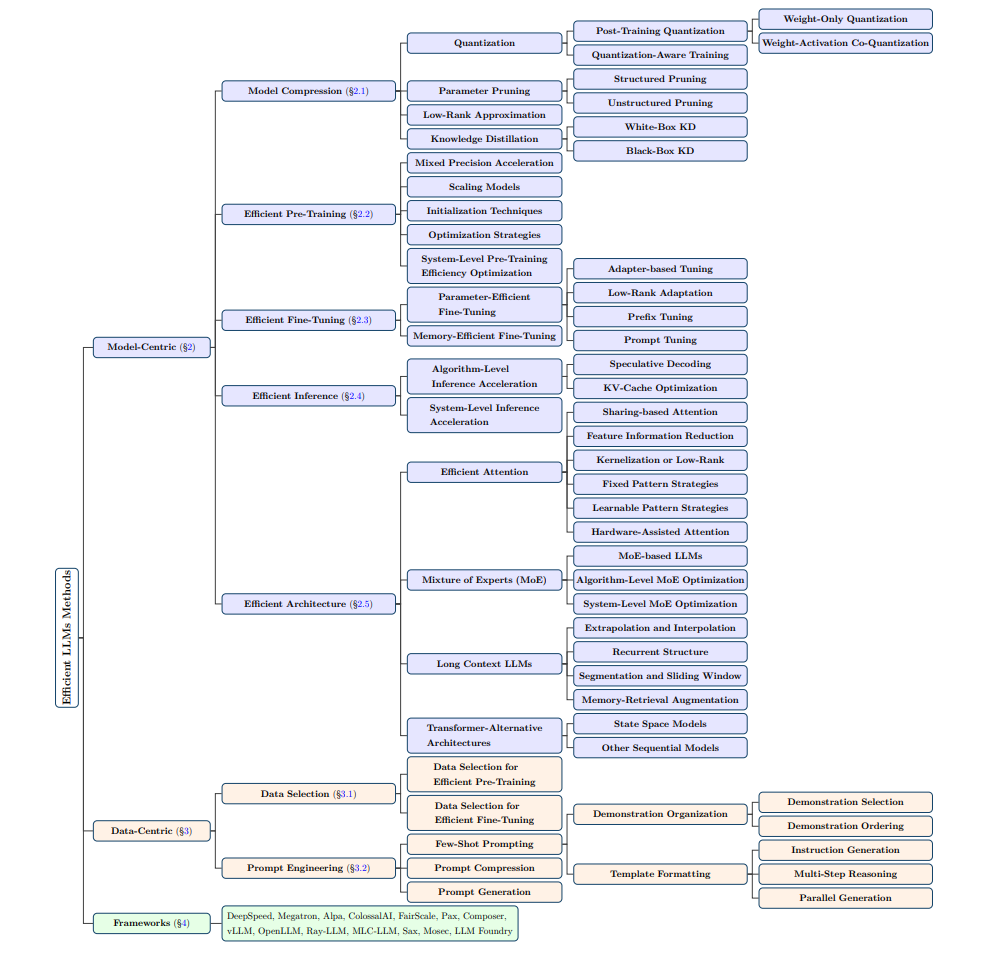 Efficient LLMs Methods
Model-Centric (§2)
Model Compression (§2.1)
Quantization
Post-Training Quantization
Weight-Only Quantization
Weight-Activation Co-Quantization
Quantization-Aware Training
Parameter Pruning
Structured Pruning
Unstructured Pruning
Low-Rank Approximation
Knowledge Distillation
White-Box KD
Black-Box KD
Efficient Pre-Training (§2.2)
Mixed Precision Acceleration
Scaling Models
Initialization Techniques
Optimization Strategies
System-Level Pre-Training
Efficiency Optimization
Efficient Fine-Tuning (§2.3)
Parameter-Efficient
Fine-Tuning
Adapter-based Tuning
Low-Rank Adaptation
Prefix Tuning
Prompt Tuning
Memory-Efficient Fine-Tuning
Efficient Inference (§2.4)
Algorithm-Level
Inference Acceleration
Speculative Decoding
KV-Cache Optimization
System-Level Inference
Acceleration
Efficient Architecture (§2.5)
Efficient Attention
Sharing-based Attention
Feature Information Reduction
Kernelization or Low-Rank
Fixed Pattern Strategies
Learnable Pattern Strategies
Hardware-Assisted Attention
Mixture of Experts (MoE)
MoE-based LLMs
Algorithm-Level MoE Optimization
System-Level MoE Optimization
Long Context LLMs
Extrapolation and Interpolation
Recurrent Structure
Segmentation and Sliding Window
Memory-Retrieval Augmentation
Transformer-Alternative
Architectures
State Space Models
Other Sequential Models
Data-Centric (§3)
Data Selection (§3.1)
Data Selection for
Efficient Pre-Training
Data Selection for
Efficient Fine-Tuning
Prompt Engineering (§3.2)
Few-Shot Prompting
Demonstration Organization
Demonstration Selection
Demonstration Ordering
Template Formatting
Instruction Generation
Multi-Step Reasoning
Parallel Generation
Prompt Compression
Prompt Generation
Frameworks (§4)
DeepSpeed, Megatron, Alpa, ColossalAI, FairScale, Pax, Composer,
vLLM, OpenLLM, Ray-LLM, MLC-LLM, Sax, Mosec, LLM Foundry